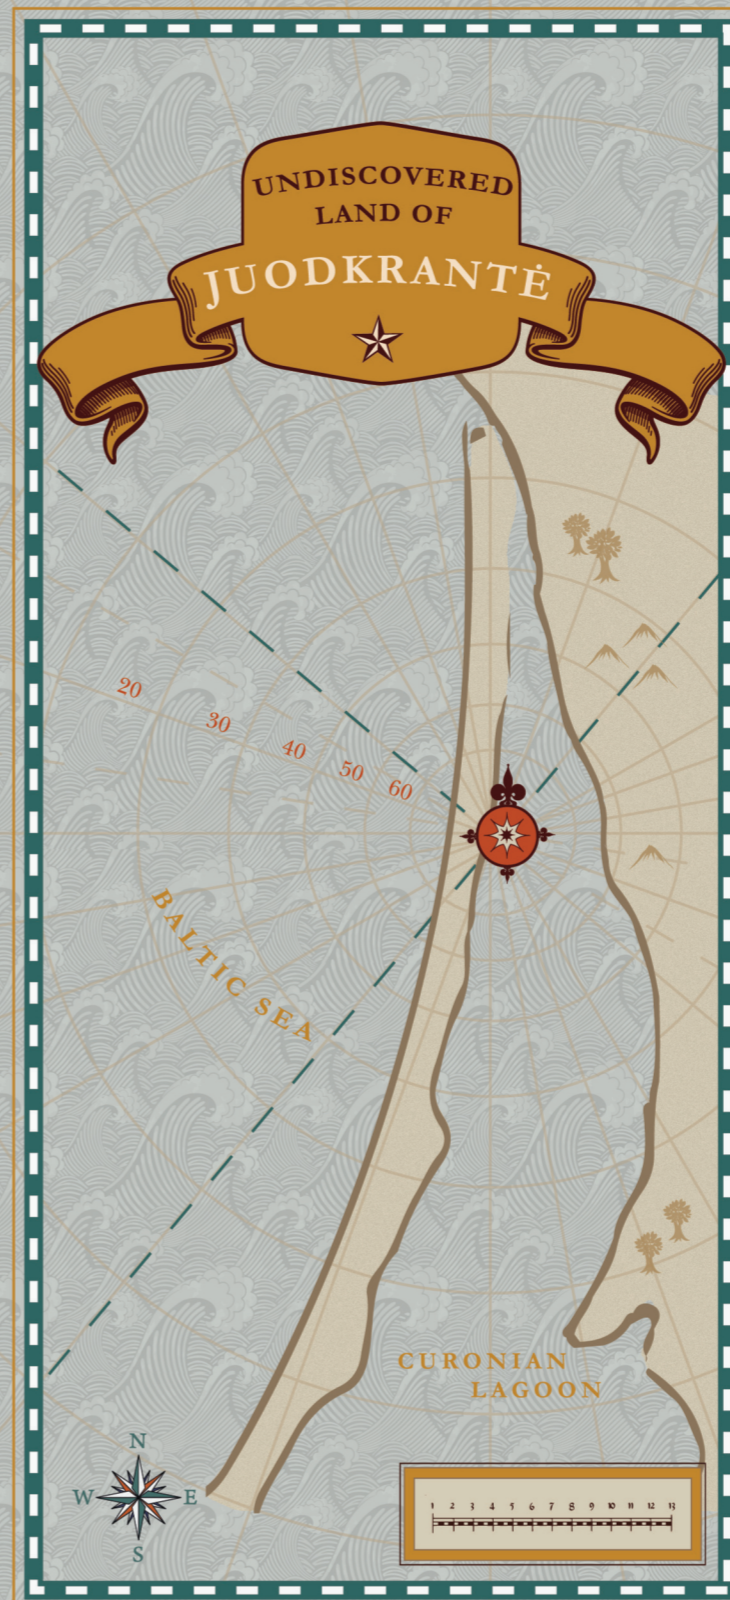 UNDISCOVERED
LAND OF
JUODKRANTĖ
20
30
40
50
60
BALTIC SEA
CURONIAN
LAGOON
N
W E
S
1 2 3 4 5 6 7 8 9 10 11 12 13